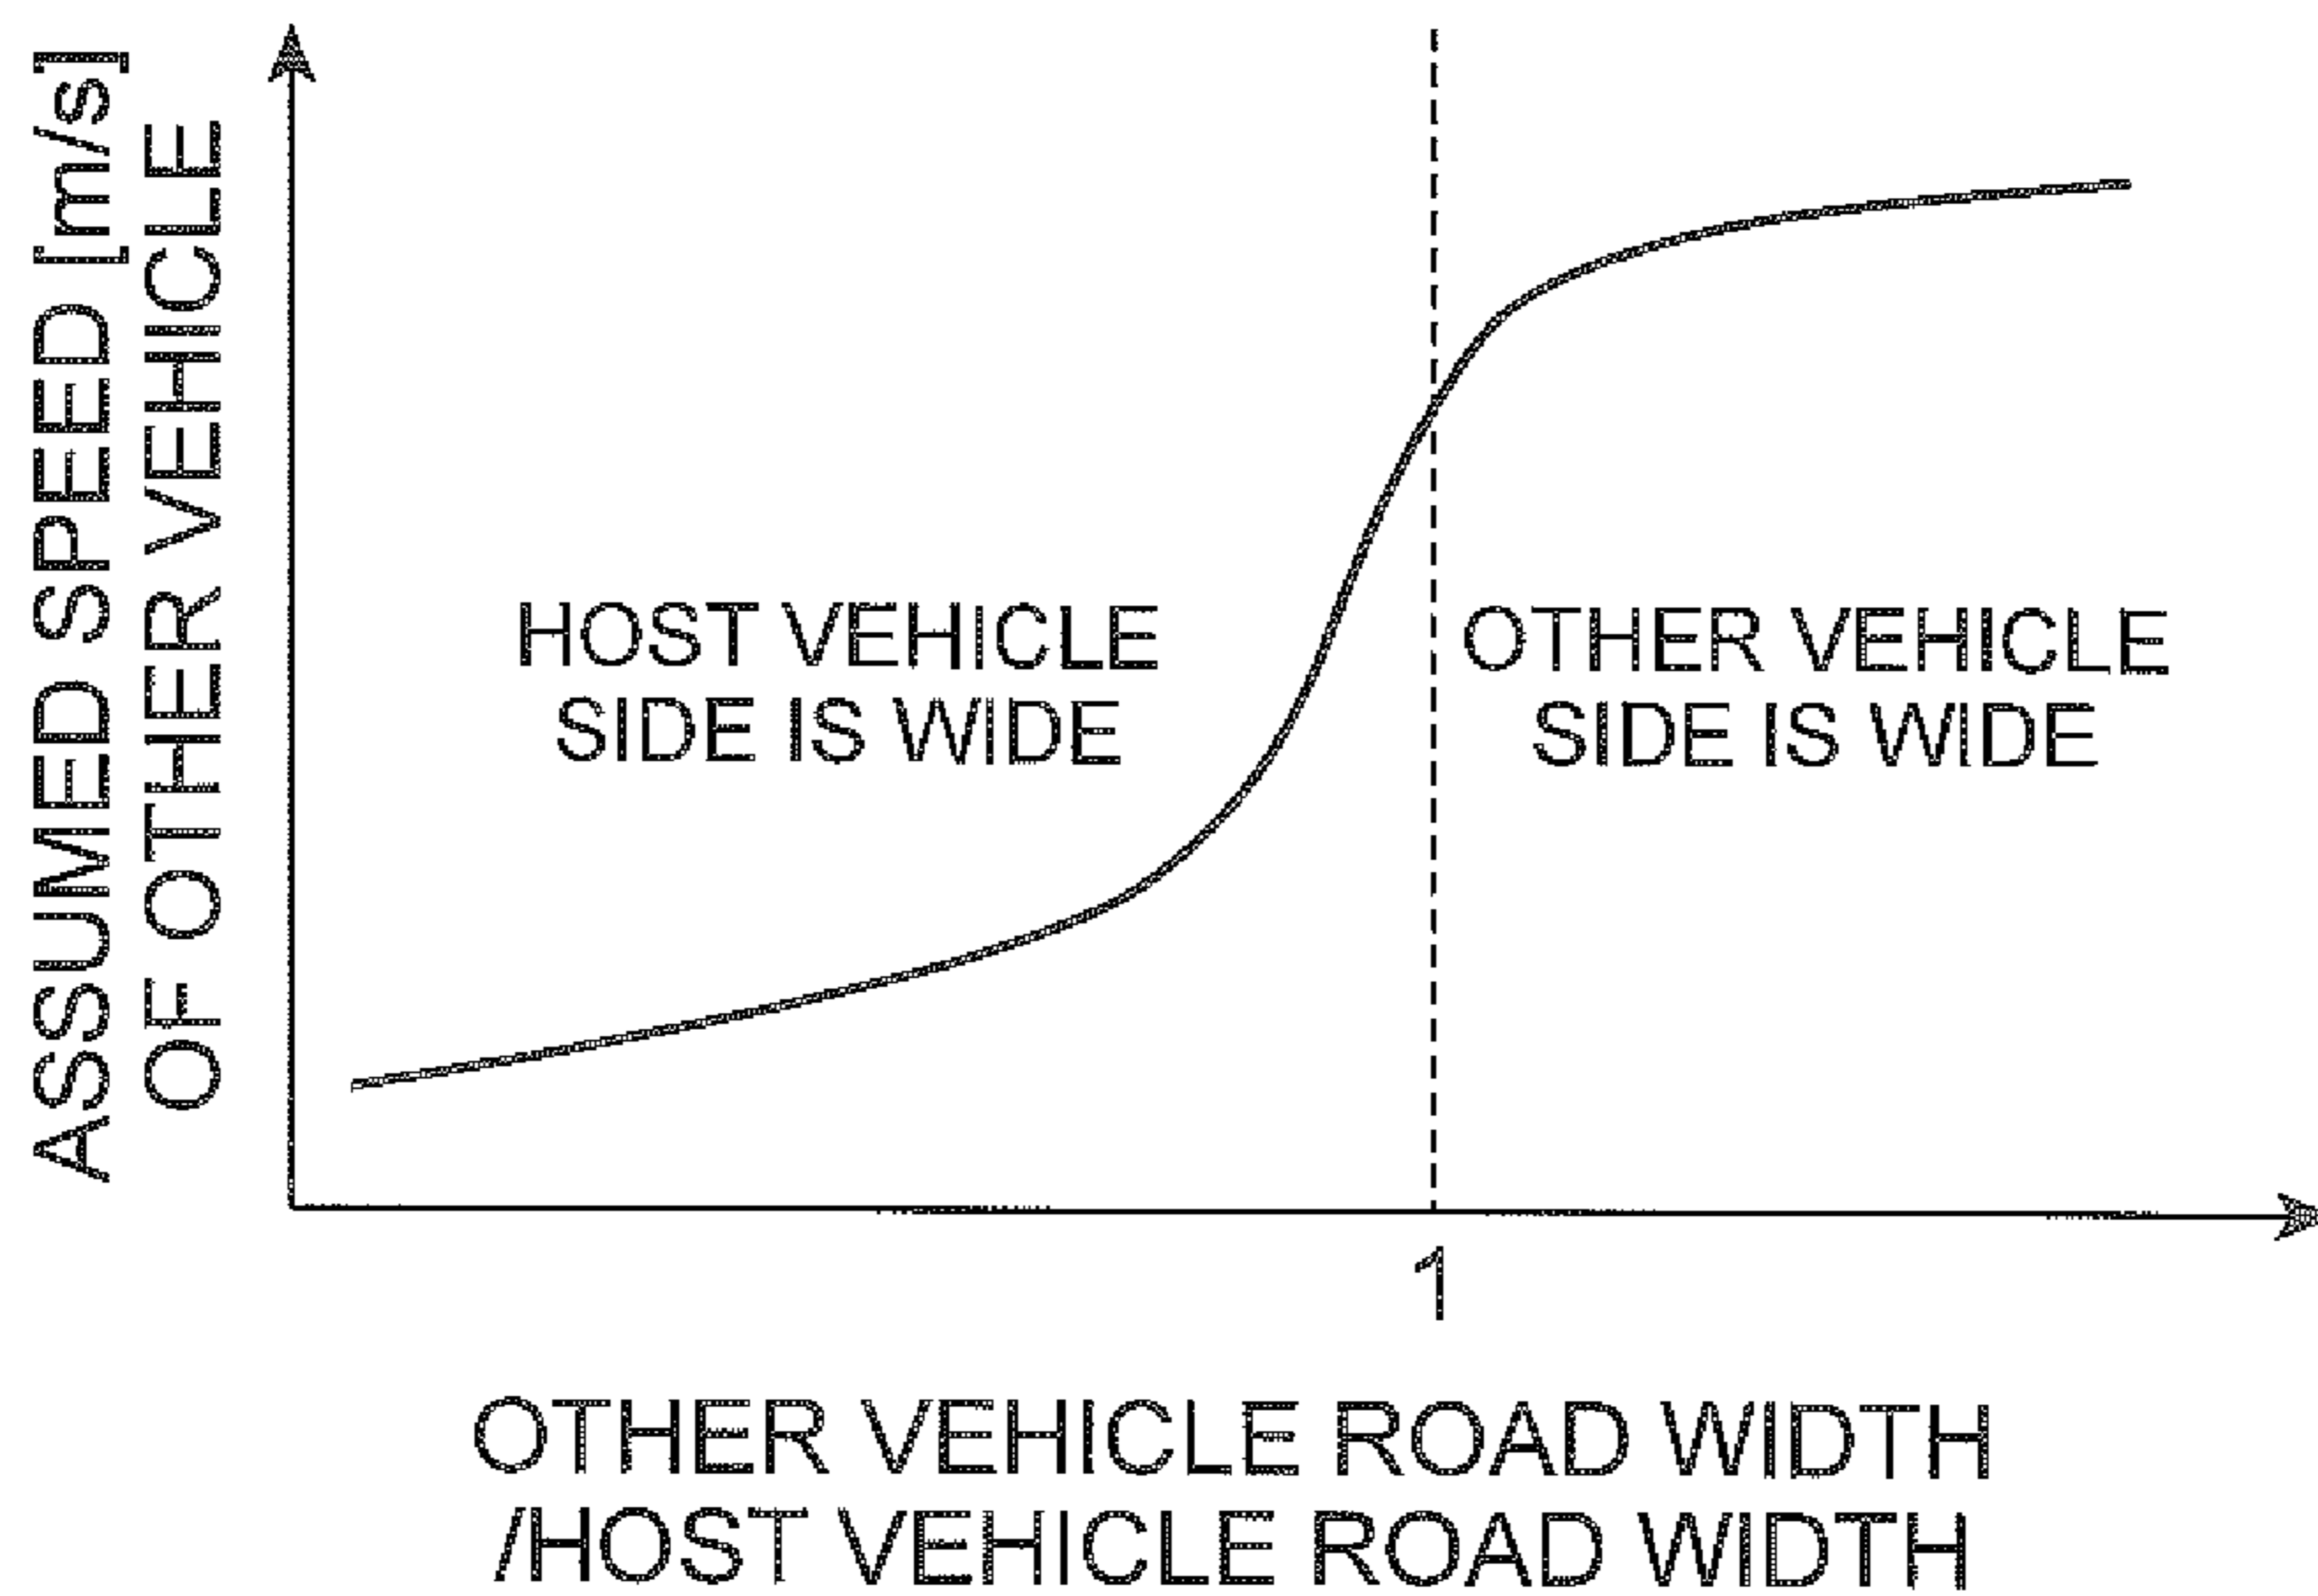 ASSUMED SPEED [m/s]
OF OTHER VEHICLE
HOST VEHICLE
SIDE IS WIDE
OTHER VEHICLE
SIDE IS WIDE
1
OTHER VEHICLE ROAD WIDTH
/HOST VEHICLE ROAD WIDTH